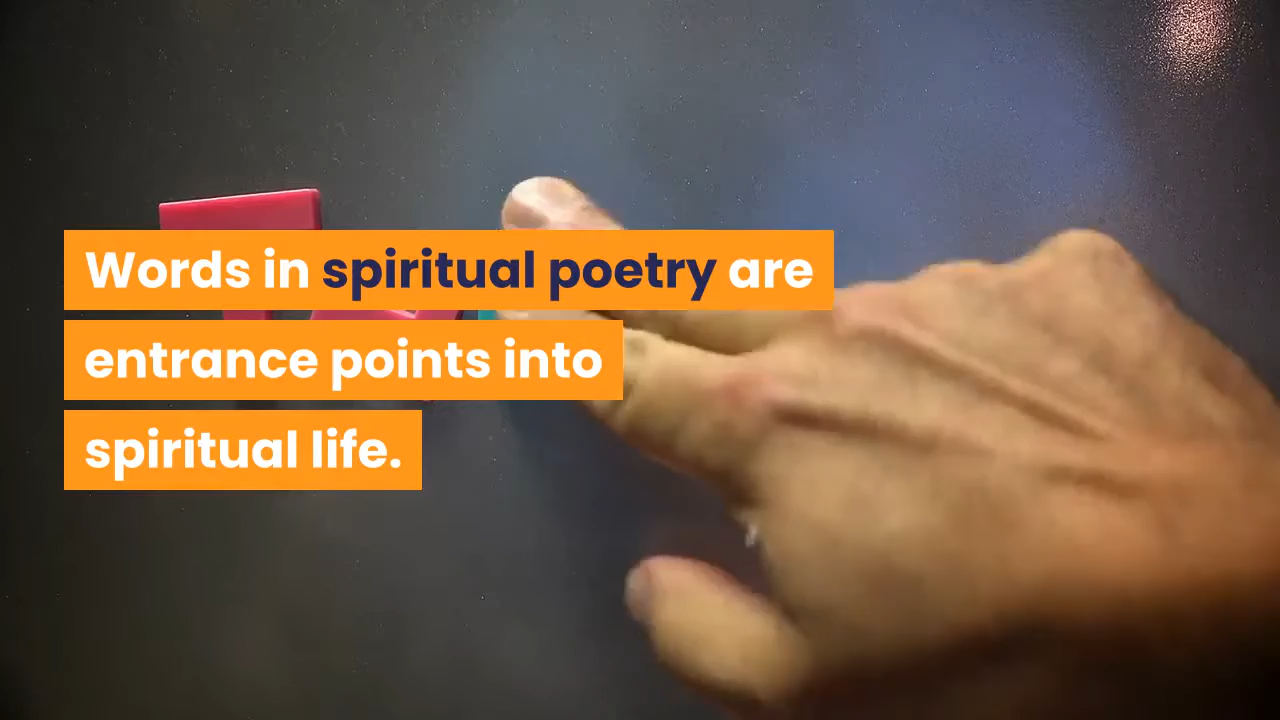 Words in spiritual poetry are
entrance points into
spiritual life.